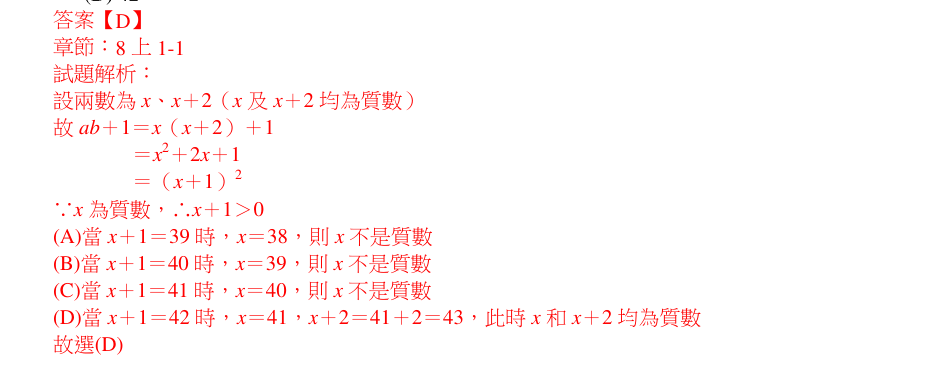 答案【D】
章節：8 上 1-1
試題解析：
設兩數為 x、x＋2（x 及 x＋2 均為質數）
故 ab＋1＝x（x＋2）＋1
＝x²＋2x＋1
＝（x＋1）²
∵x 為質數，∴x＋1＞0
(A)當 x＋1＝39 時，x＝38，則 x 不是質數
(B)當 x＋1＝40 時，x＝39，則 x 不是質數
(C)當 x＋1＝41 時，x＝40，則 x 不是質數
(D)當 x＋1＝42 時，x＝41，x＋2＝41＋2＝43，此時 x 和 x＋2 均為質數
故選(D)